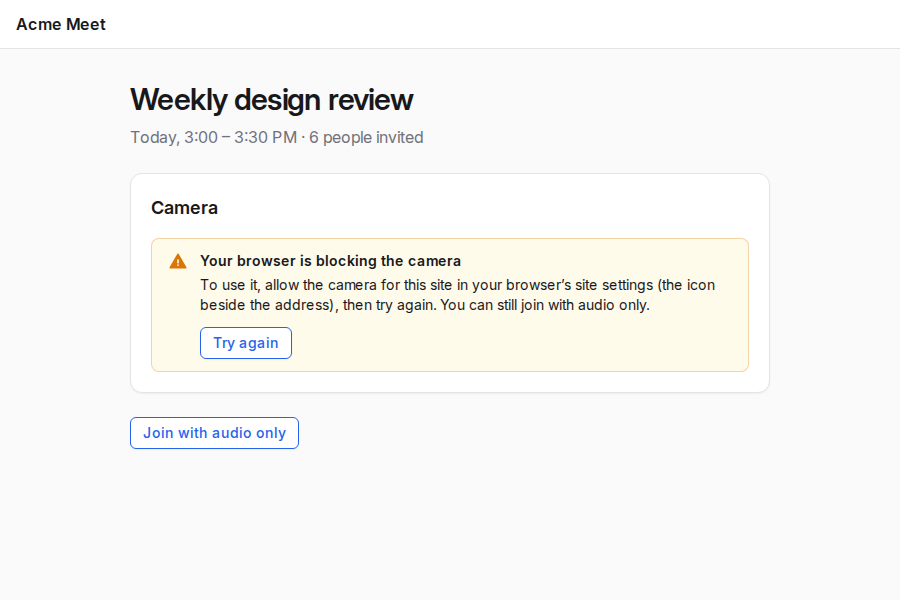 Acme Meet
Weekly design review
Today, 3:00 – 3:30 PM · 6 people invited
Camera
Your browser is blocking the camera
To use it, allow the camera for this site in your browser’s site settings (the icon
beside the address), then try again. You can still join with audio only.
Try again
Join with audio only